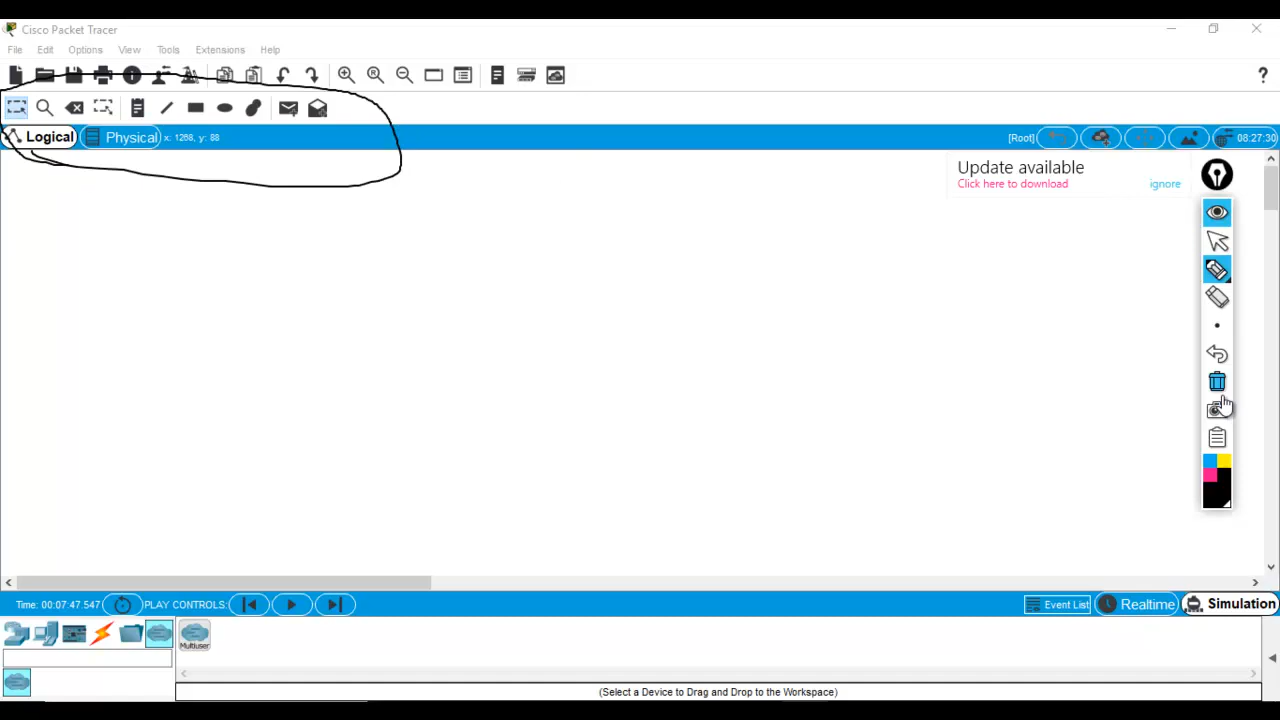 Cisco Packet Tracer
File Edit Options View Tools Extensions Help
?
Logical Physical x: 1268, y: 88 [Root] 08:27:30
Update available
Click here to download ignore
Time: 00:07:47.547 PLAY CONTROLS: Event List Realtime Simulation
Multiuser
(Select a Device to Drag and Drop to the Workspace)